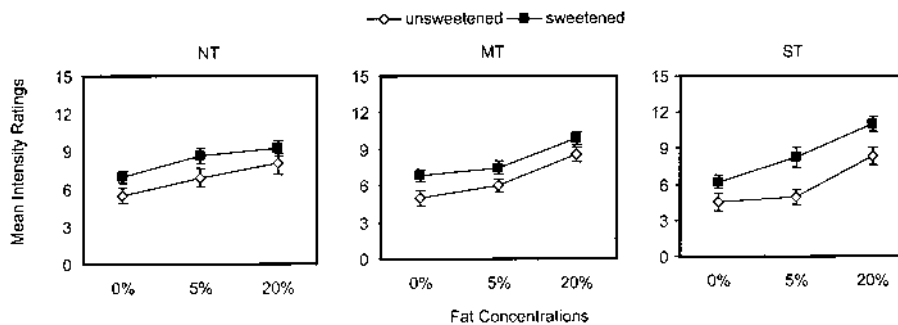 unsweetened sweetened
NT MT ST
Mean Intensity Ratings
15 15 15
12 12 12
9 9 9
6 6 6
3 3 3
0 0 0
0% 5% 20% 0% 5% 20% 0% 5% 20%
Fat Concentrations